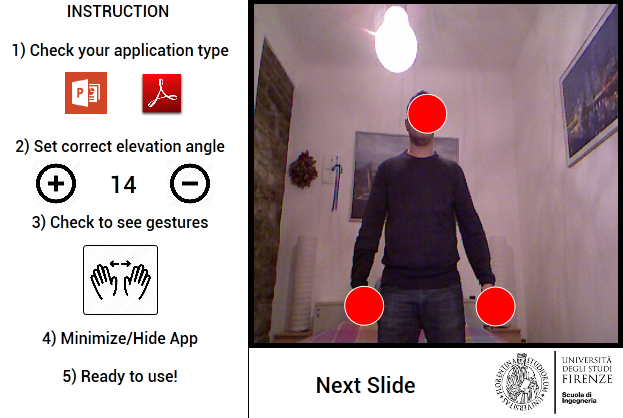 INSTRUCTION
1) Check your application type
P
2) Set correct elevation angle
14
3) Check to see gestures
4) Minimize/Hide App
5) Ready to use!
Next Slide
UNIVERSITÀ
DEGLI STUDI
FIRENZE
Scuola di
Ingegneria